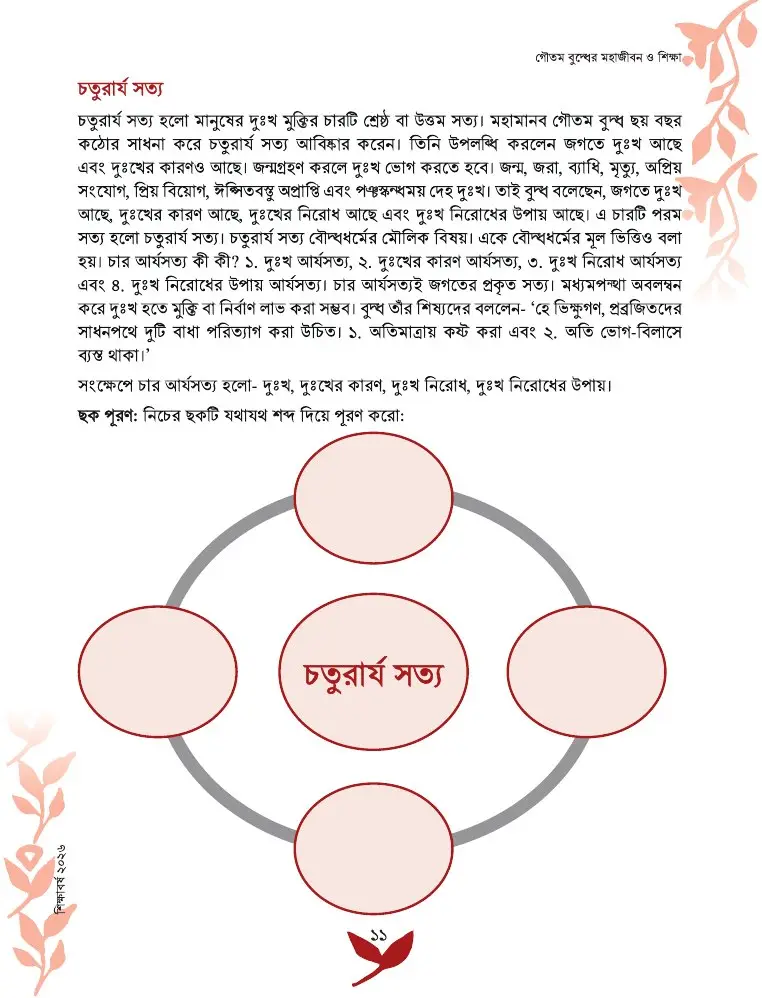 গৌতম বুদ্ধের মহাজীবন ও শিক্ষা
চতুরার্য সত্য
চতুরার্য সত্য হলো মানুষের দুঃখ মুক্তির চারটি শ্রেষ্ঠ বা উত্তম সত্য। মহামানব গৌতম বুদ্ধ ছয় বছর
কঠোর সাধনা করে চতুরার্য সত্য আবিষ্কার করেন। তিনি উপলব্ধি করলেন জগতে দুঃখ আছে
এবং দুঃখের কারণও আছে। জন্মগ্রহণ করলে দুঃখ ভোগ করতে হবে। জন্ম, জরা, ব্যাধি, মৃত্যু, অপ্রিয়
সংযোগ, প্রিয় বিয়োগ, ঈপ্সিতবস্তু অপ্রাপ্তি এবং পঞ্চস্কন্ধময় দেহ দুঃখ। তাই বুদ্ধ বলেছেন, জগতে দুঃখ
আছে, দুঃখের কারণ আছে, দুঃখের নিরোধ আছে এবং দুঃখ নিরোধের উপায় আছে। এ চারটি পরম
সত্য হলো চতুরার্য সত্য। চতুরার্য সত্য বৌদ্ধধর্মের মৌলিক বিষয়। একে বৌদ্ধধর্মের মূল ভিত্তিও বলা
হয়। চার আর্যসত্য কী কী? ১. দুঃখ আর্যসত্য, ২. দুঃখের কারণ আর্যসত্য, ৩. দুঃখ নিরোধ আর্যসত্য
এবং ৪. দুঃখ নিরোধের উপায় আর্যসত্য। চার আর্যসত্যই জগতের প্রকৃত সত্য। মধ্যমপন্থা অবলম্বন
করে দুঃখ হতে মুক্তি বা নির্বাণ লাভ করা সম্ভব। বুদ্ধ তাঁর শিষ্যদের বললেন- ‘হে ভিক্ষুগণ, প্রব্রজিতদের
সাধনপথে দুটি বাধা পরিত্যাগ করা উচিত। ১. অতিমাত্রায় কষ্ট করা এবং ২. অতি ভোগ-বিলাসে
ব্যস্ত থাকা।’
সংক্ষেপে চার আর্যসত্য হলো- দুঃখ, দুঃখের কারণ, দুঃখ নিরোধ, দুঃখ নিরোধের উপায়।
ছক পূরণ: নিচের ছকটি যথাযথ শব্দ দিয়ে পূরণ করো:
চতুরার্য সত্য
শিক্ষাবর্ষ ২০২৬
১১